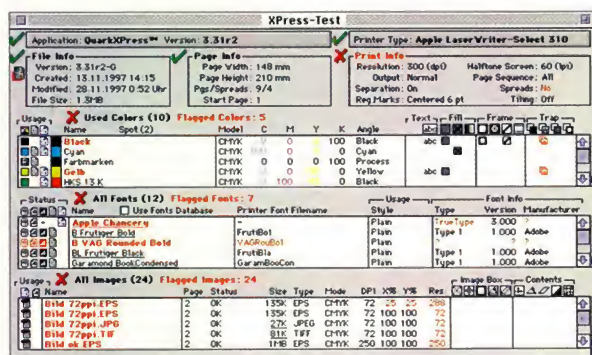 XPress-Test
Application: QuarkXPress™ Version: 3.31r2
Printer Type: Apple LaserWriter-Select 310
File Info
Version: 3.31r2-G
Created: 13.11.1997 14:15
Modified: 28.11.1997 0:52 Uhr
File Size: 1.3MB
Page Info
Page Width: 148 mm
Page Height: 210 mm
Pgs/Spreads: 9/4
Start Page: 1
Print Info
Resolution: 300 (dpi) Halftone Screen: 60 (lpi)
Output: Normal Page Sequence: All
Separation: On Spreads: No
Reg Marks: Centered 6 pt Tiling: Off
Usage Used Colors (10) Flagged Colors: 5 Text Fill Frame Trap
Name Spot (2) Model C M Y K Angle abc
Black CMYK 0 100 Black abc
Cyan CMYK 0 0 Cyan
Farbmarken CMYK 0 0 0 100 Process
Gelb CMYK 0 0 Yellow abc
HKS 13 K CMYK 100 0 Black
Status All Fonts (12) Flagged Fonts: 7 Usage Font Info
Name Use Fonts Database Printer Font Filename Style Type Version Manufacturer
Apple Chancery - Plain TrueType 3.000 ?
B Frutiger Bold FrutiBol Plain Type 1 1.000 Adobe
B VAG Rounded Bold VAGRouBol Plain ? ? ?
BL Frutiger Black FrutiBla Plain Type 1 1.000 Adobe
Garamond BookCondensed GaramBooCon Plain Type 1 1.000 Adobe
Usage All Images (24) Flagged Images: 24 Image Box Contents
Name Page Status Size Type Mode DPI X% Y% Res
Bild 72ppi.EPS 2 OK 135K EPS CMYK 72 25 25 288
Bild 72ppi.EPS 2 OK 135K EPS CMYK 72 100 100 72
Bild 72ppi.JPG 2 OK 27K JPEG CMYK 72 100 100 72
Bild 72ppi.TIF 2 OK 81K TIFF CMYK 72 100 100 72
Bild ok EPS 2 OK 1MB EPS CMYK 250 100 100 250